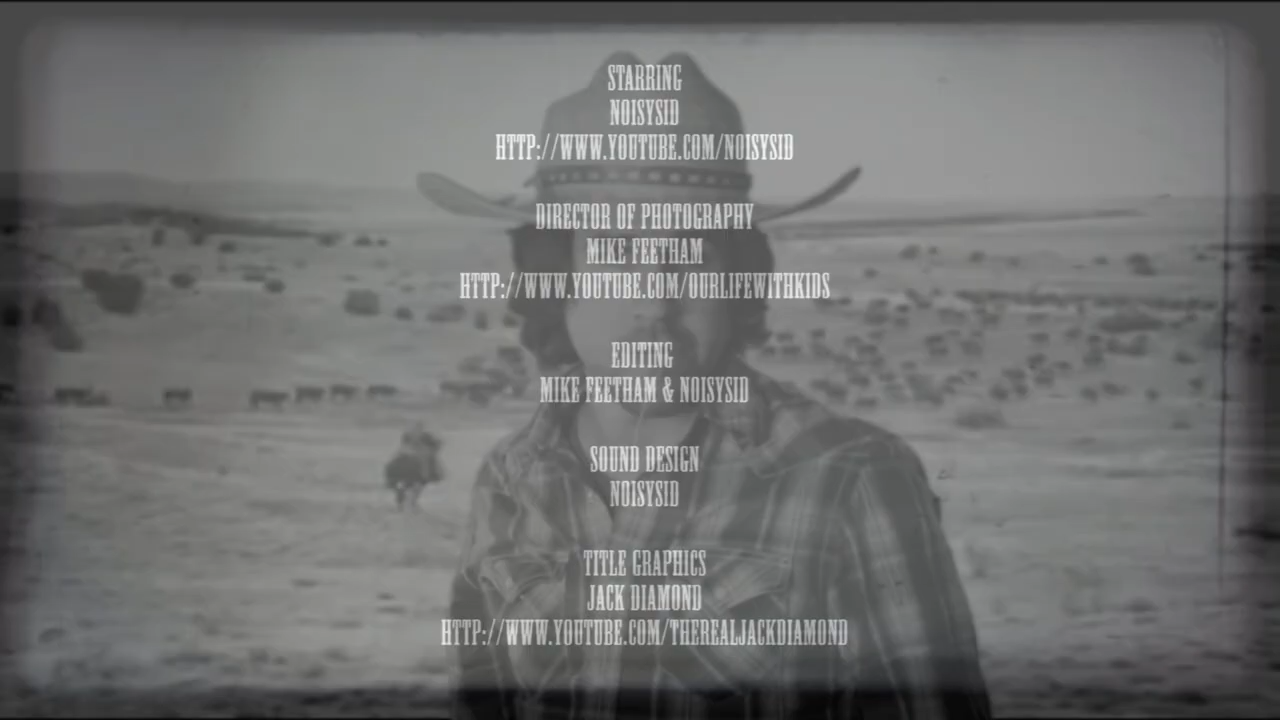 STARRING
NOISYSID
HTTP://WWW.YOUTUBE.COM/NOISYSID
DIRECTOR OF PHOTOGRAPHY
MIKE FEETHAM
HTTP://WWW.YOUTUBE.COM/OURLIFEWITHKIDS
EDITING
MIKE FEETHAM & NOISYSID
SOUND DESIGN
NOISYSID
TITLE GRAPHICS
JACK DIAMOND
HTTP://WWW.YOUTUBE.COM/THEREALJACKDIAMOND